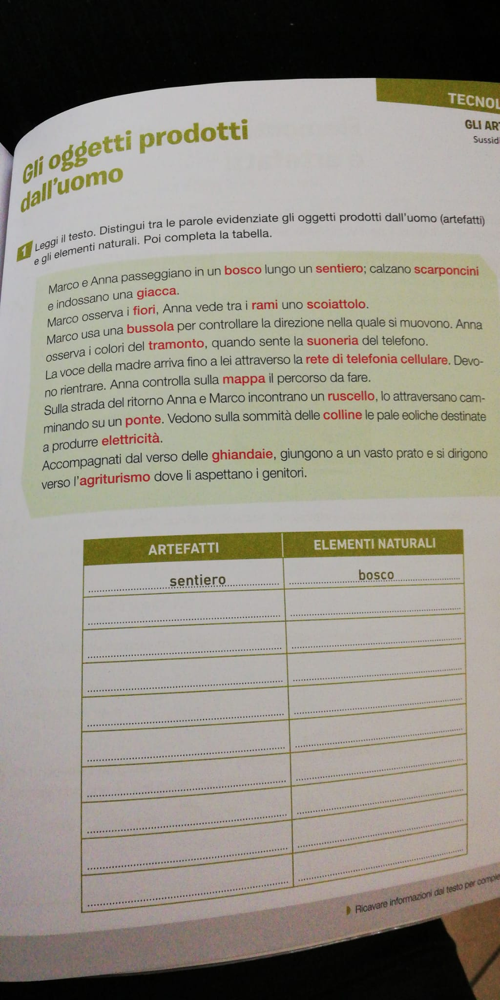 TECNOL
GLI AR
Sussidi
Gli oggetti prodotti
dall'uomo
1 Leggi il testo. Distingui tra le parole evidenziate gli oggetti prodotti dall'uomo (artefatti)
e gli elementi naturali. Poi completa la tabella.
Marco e Anna passeggiano in un bosco lungo un sentiero; calzano scarponcini
e indossano una giacca.
Marco osserva i fiori, Anna vede tra i rami uno scoiattolo.
Marco usa una bussola per controllare la direzione nella quale si muovono. Anna
osserva i colori del tramonto, quando sente la suoneria del telefono.
La voce della madre arriva fino a lei attraverso la rete di telefonia cellulare. Devo-
no rientrare. Anna controlla sulla mappa il percorso da fare.
Sulla strada del ritorno Anna e Marco incontrano un ruscello, lo attraversano cam-
minando su un ponte. Vedono sulla sommità delle colline le pale eoliche destinate
a produrre elettricità.
Accompagnati dal verso delle ghiandaie, giungono a un vasto prato e si dirigono
verso l'agriturismo dove li aspettano i genitori.
ARTEFATTI ELEMENTI NATURALI
sentiero bosco
Ricavare informazioni dal testo per comple